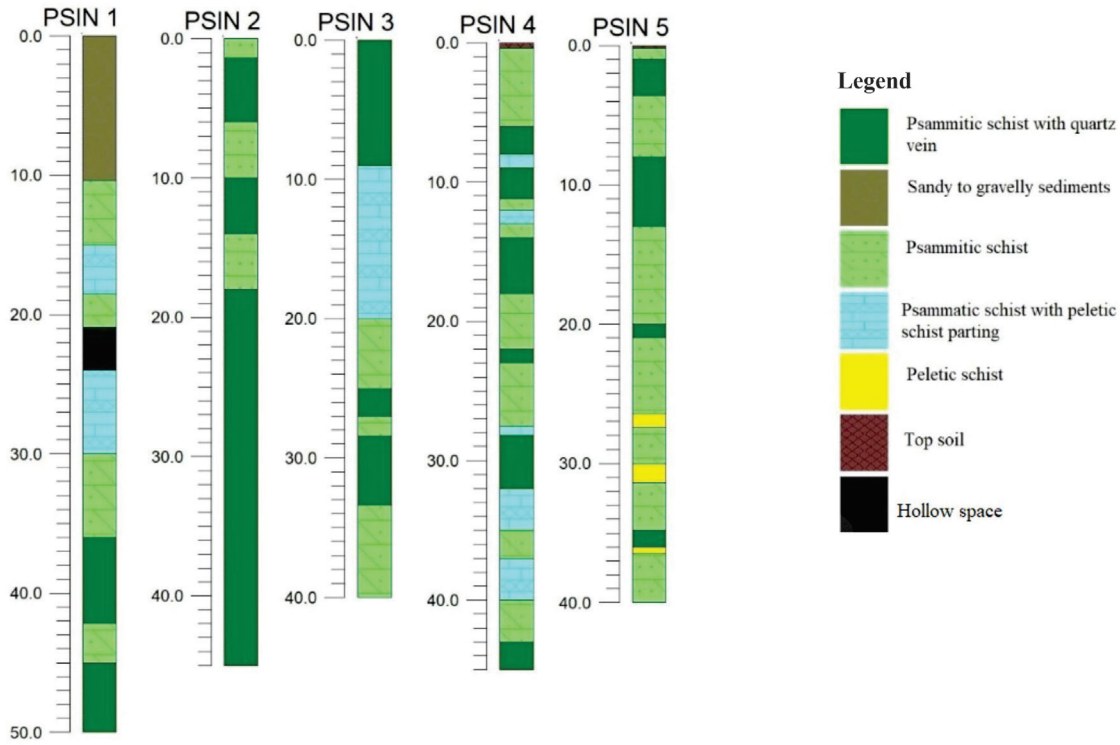 PSIN 1
0.0
10.0
20.0
30.0
40.0
50.0
PSIN 2
0.0
10.0
20.0
30.0
40.0
PSIN 3
0.0
10.0
20.0
30.0
40.0
PSIN 4
0.0
10.0
20.0
30.0
40.0
PSIN 5
0.0
10.0
20.0
30.0
40.0
Legend
Psammitic schist with quartz
vein
Sandy to gravelly sediments
Psammitic schist
Psammatic schist with peletic
schist parting
Peletic schist
Top soil
Hollow space